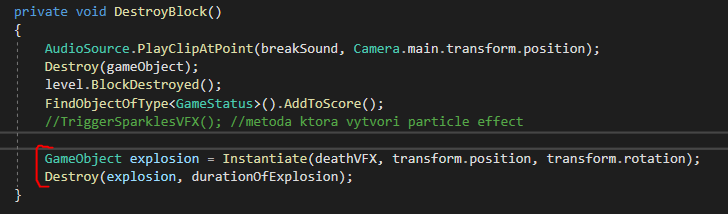 private void DestroyBlock()
{
AudioSource.PlayClipAtPoint(breakSound, Camera.main.transform.position);
Destroy(gameObject);
level.BlockDestroyed();
FindObjectOfType<GameStatus>().AddToScore();
//TriggerSparklesVFX(); //metoda ktora vytvori particle effect
GameObject explosion = Instantiate(deathVFX, transform.position, transform.rotation);
Destroy(explosion, durationOfExplosion);
}